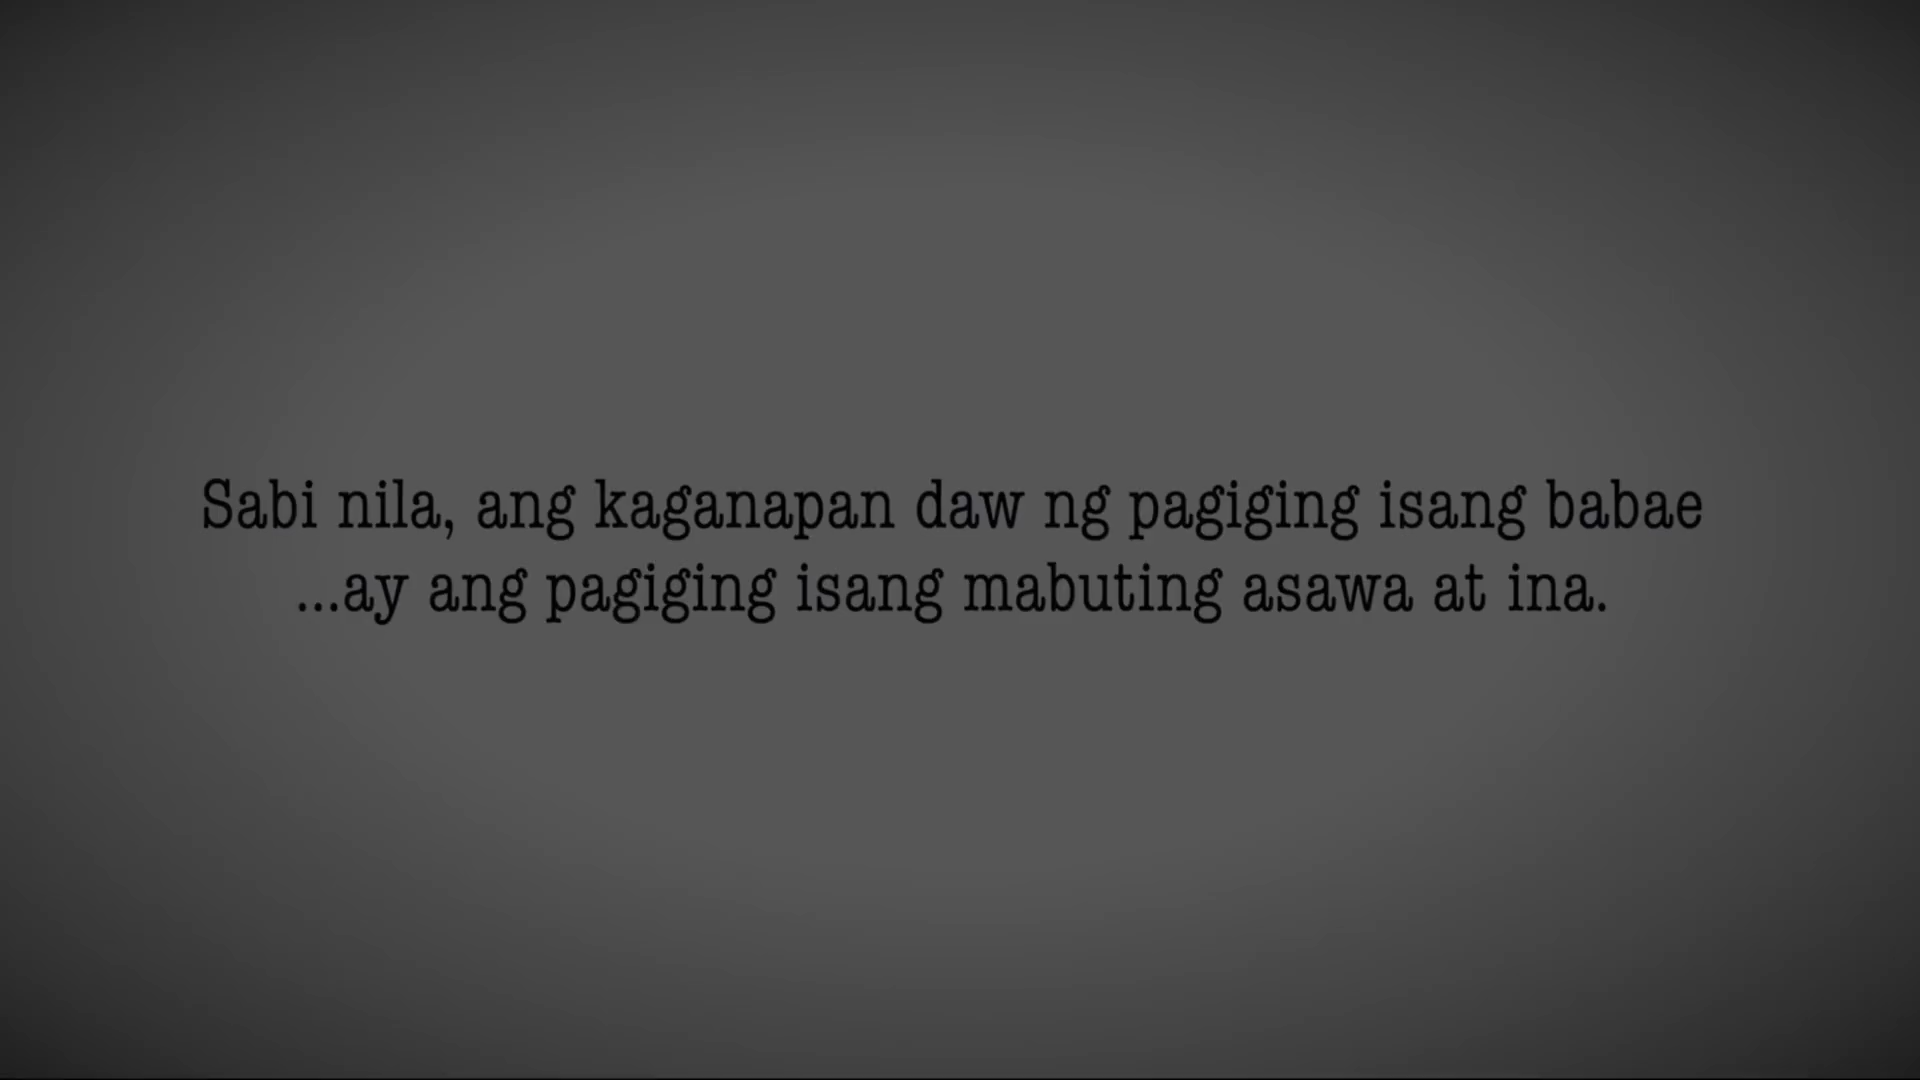 Sabi nila, ang kaganapan daw ng pagiging isang babae
...ay ang pagiging isang mabuting asawa at ina.